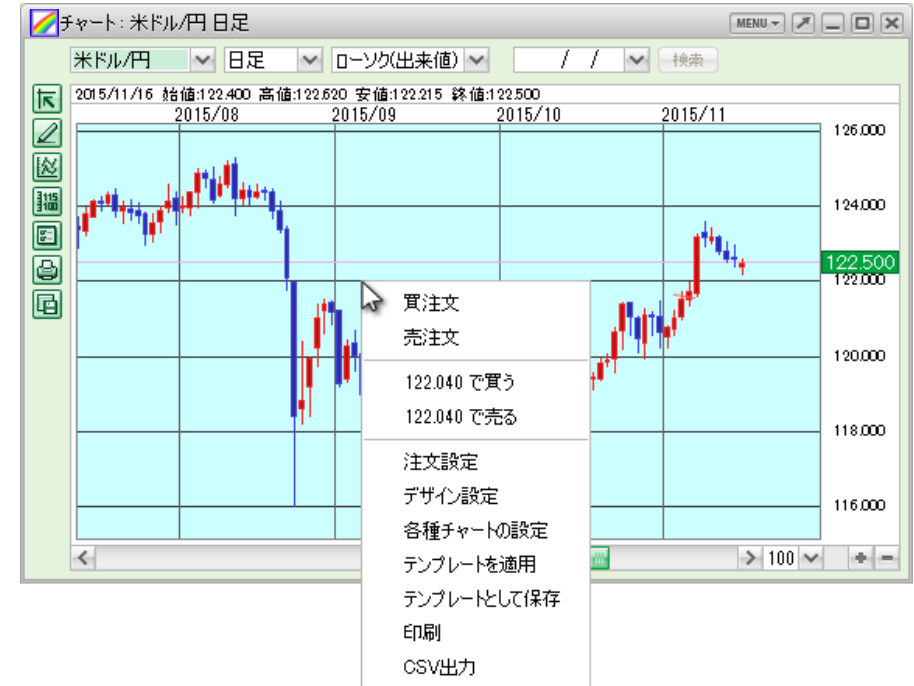 チャート：米ドル/円 日足
MENU
米ドル/円 日足 ローソク(出来値) / / 検索
2015/11/16 始値:122.400 高値:122.620 安値:122.215 終値:122.500
2015/08 2015/09 2015/10 2015/11
126.000
124.000
122.500
122.000
120.000
118.000
116.000
115
100
買注文
売注文
122.040 で買う
122.040 で売る
注文設定
デザイン設定
各種チャートの設定
テンプレートを適用
テンプレートとして保存
印刷
CSV出力
100